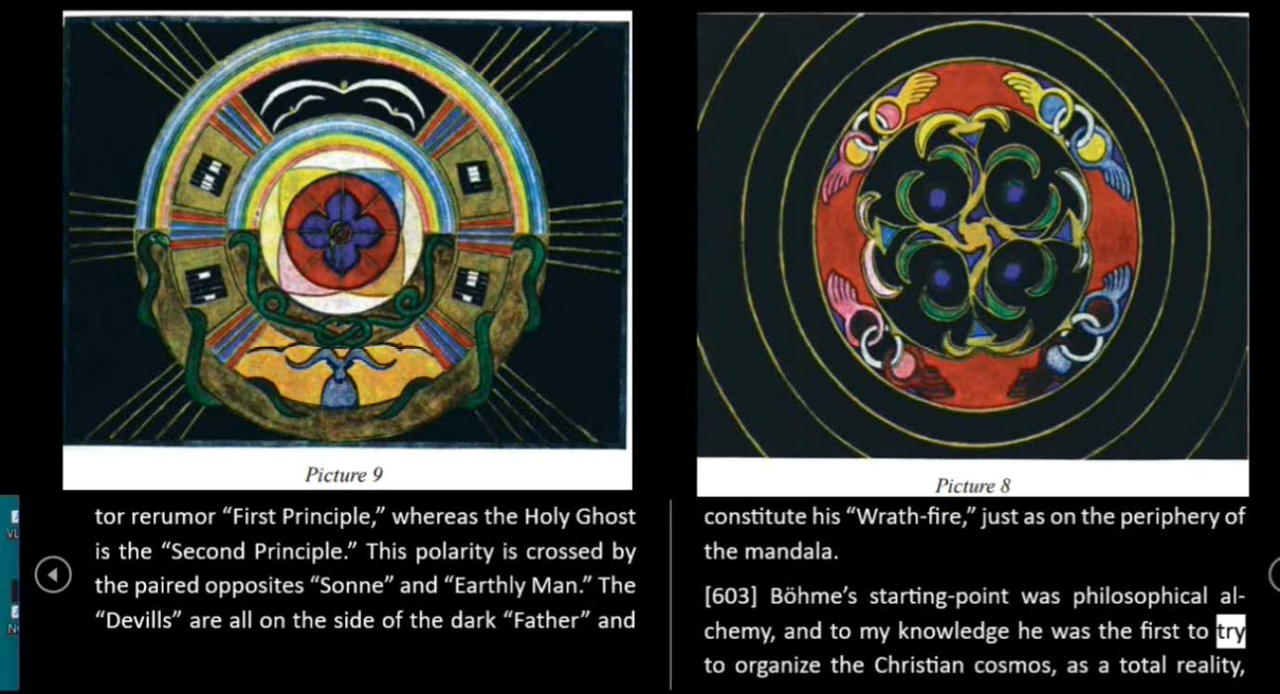 Picture 9
Picture 8
tor rerumor “First Principle,” whereas the Holy Ghost
is the “Second Principle.” This polarity is crossed by
the paired opposites “Sonne” and “Earthly Man.” The
“Devills” are all on the side of the dark “Father” and
constitute his “Wrath-fire,” just as on the periphery of
the mandala.
[603] Böhme’s starting-point was philosophical al-
chemy, and to my knowledge he was the first to try
to organize the Christian cosmos, as a total reality,